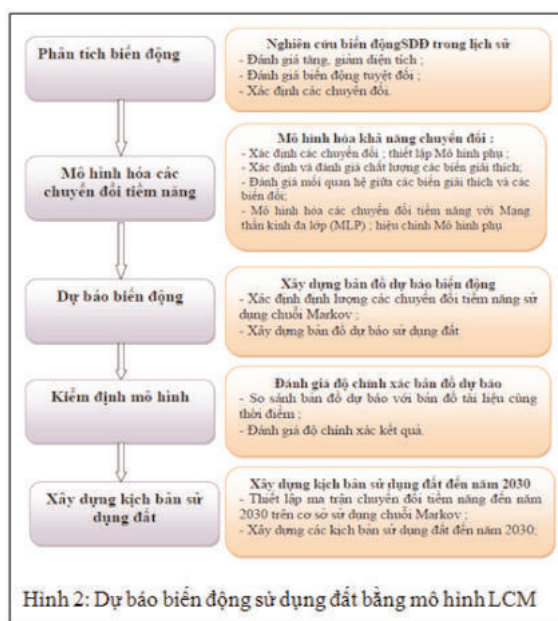 Phân tích biến động
Nghiên cứu biến độngSDĐ trong lịch sử
- Đánh giá tăng, giảm diện tích ;
- Đánh giá biến động tuyệt đối ;
- Xác định các chuyển đổi.
Mô hình hóa các
chuyển đổi tiềm năng
Mô hình hóa khả năng chuyển đổi :
- Xác định các chuyển đổi ; thiết lập Mô hình phụ ;
- Xác định và đánh giá chất lượng các biến giải thích;
- Đánh giá mối quan hệ giữa các biến giải thích và các
biến đổi;
- Mô hình hóa các chuyển đổi tiềm năng với Mạng
thần kinh đa lớp (MLP) ; hiệu chỉnh Mô hình phụ
Dự báo biến động
Xây dựng bản đồ dự báo biến động
- Xác định định lượng các chuyển đổi tiềm năng sử
dụng chuỗi Markov ;
- Xây dựng bản đồ dự báo sử dụng đất
Kiểm định mô hình
Đánh giá độ chính xác bản đồ dự báo
- So sánh bản đồ dự báo với bản đồ tài liệu cùng
thời điểm ;
- Đánh giá độ chính xác kết quả.
Xây dựng kịch bản sử
dụng đất
Xây dựng kịch bản sử dụng đất đến năm 2030
- Thiết lập ma trận chuyển đổi tiềm năng đến năm
2030 trên cơ sở sử dụng chuỗi Markov ;
- Xây dựng các kịch bản sử dụng đất đến năm 2030;
Hình 2: Dự báo biến động sử dụng đất bằng mô hình LCM